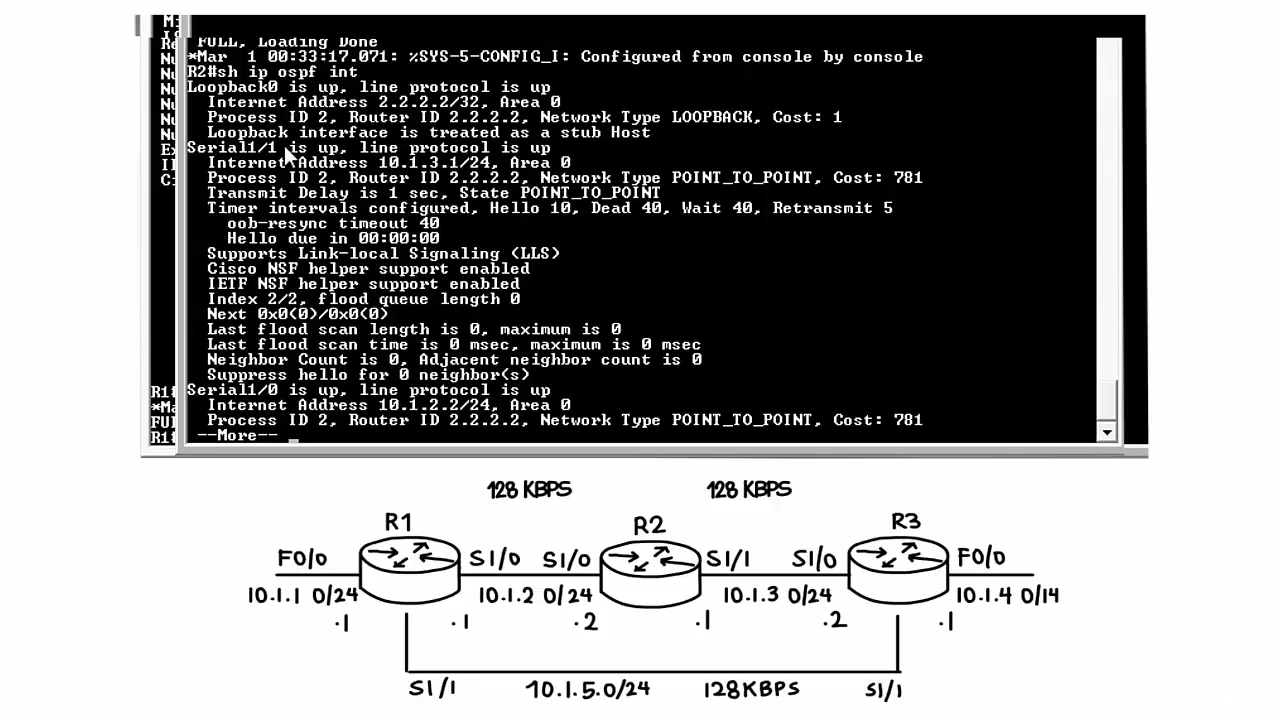 FULL, Loading Done
*Mar  1 00:33:17.071: %SYS-5-CONFIG_I: Configured from console by console
R2#sh ip ospf int
Loopback0 is up, line protocol is up
Internet Address 2.2.2.2/32, Area 0
Process ID 2, Router ID 2.2.2.2, Network Type LOOPBACK, Cost: 1
Loopback interface is treated as a stub Host
Serial1/1 is up, line protocol is up
Internet Address 10.1.3.1/24, Area 0
Process ID 2, Router ID 2.2.2.2, Network Type POINT_TO_POINT, Cost: 781
Transmit Delay is 1 sec, State POINT_TO_POINT
Timer intervals configured, Hello 10, Dead 40, Wait 40, Retransmit 5
oob-resync timeout 40
Hello due in 00:00:00
Supports Link-local Signaling (LLS)
Cisco NSF helper support enabled
IETF NSF helper support enabled
Index 2/2, flood queue length 0
Next 0x0(0)/0x0(0)
Last flood scan length is 0, maximum is 0
Last flood scan time is 0 msec, maximum is 0 msec
Neighbor Count is 0, Adjacent neighbor count is 0
Suppress hello for 0 neighbor(s)
Serial1/0 is up, line protocol is up
Internet Address 10.1.2.2/24, Area 0
Process ID 2, Router ID 2.2.2.2, Network Type POINT_TO_POINT, Cost: 781
--More--
128 KBPS 128 KBPS
R1 R2 R3
F0/0 S1/0 S1/0 S1/1 S1/0 F0/0
10.1.1 0/24 10.1.2 0/24 10.1.3 0/24 10.1.4 0/14
.1 .1 .2 .1 .2 .1
S1/1 10.1.5.0/24 128KBPS S1/1